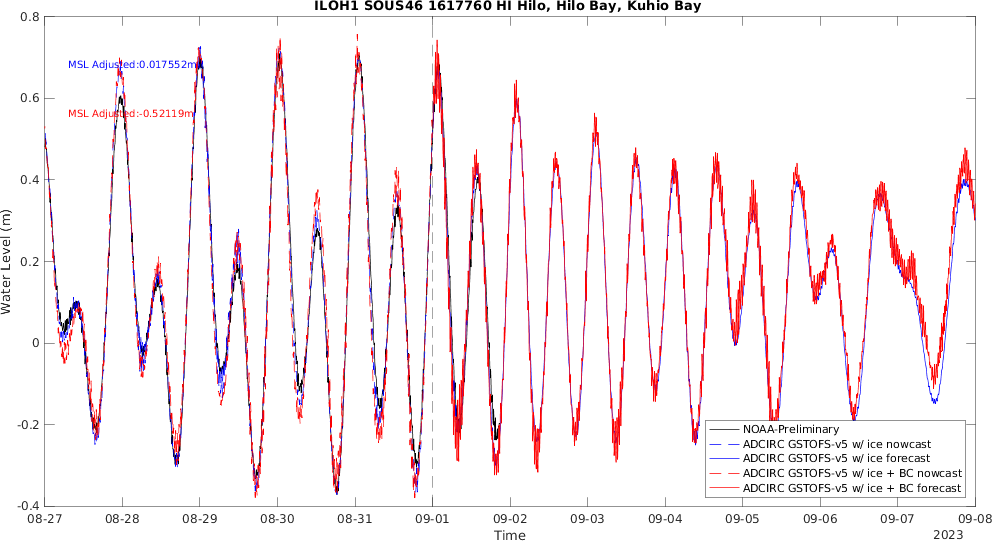 ILOH1 SOUS46 1617760 HI Hilo, Hilo Bay, Kuhio Bay
0.8
MSL Adjusted:0.017552m
0.6
MSL Adjusted:-0.52119m
0.4
Water Level (m)
0.2
0
-0.2
-0.4
NOAA-Preliminary
ADCIRC GSTOFS-v5 w/ ice nowcast
ADCIRC GSTOFS-v5 w/ ice forecast
ADCIRC GSTOFS-v5 w/ ice + BC nowcast
ADCIRC GSTOFS-v5 w/ ice + BC forecast
08-27 08-28 08-29 08-30 08-31 09-01 09-02 09-03 09-04 09-05 09-06 09-07 09-08
Time
2023